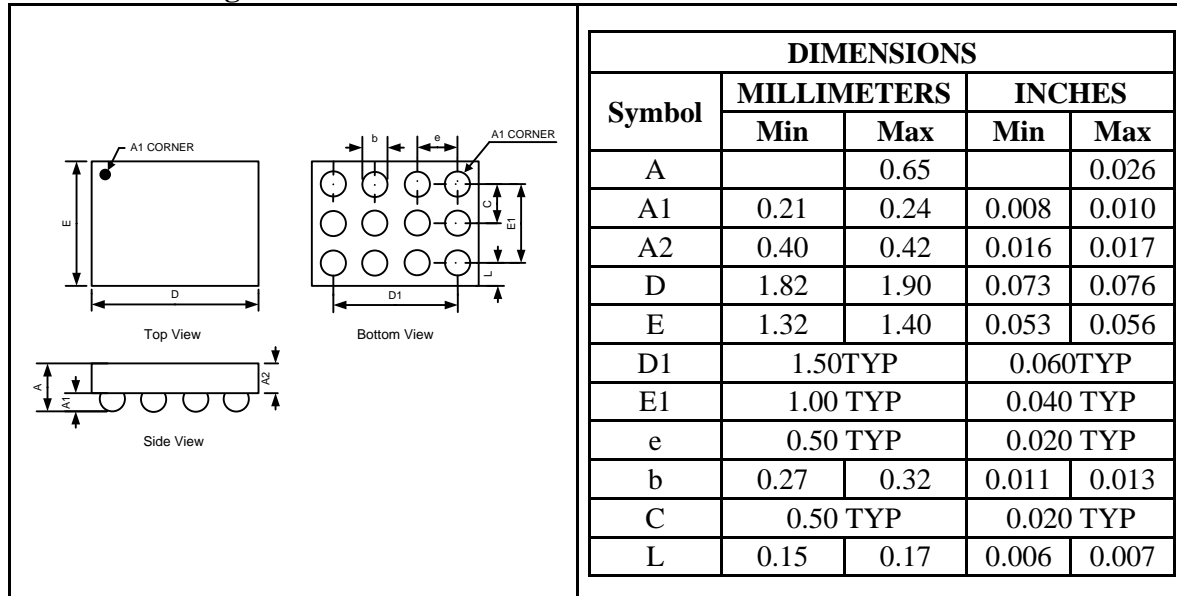 A1 CORNER
E
D
Top View
b
e
A1 CORNER
C
E1
L
D1
Bottom View
A
A1
A2
Side View
DIMENSIONS
Symbol MILLIMETERS INCHES
Min Max Min Max
A 0.65 0.026
A1 0.21 0.24 0.008 0.010
A2 0.40 0.42 0.016 0.017
D 1.82 1.90 0.073 0.076
E 1.32 1.40 0.053 0.056
D1 1.50TYP 0.060TYP
E1 1.00 TYP 0.040 TYP
e 0.50 TYP 0.020 TYP
b 0.27 0.32 0.011 0.013
C 0.50 TYP 0.020 TYP
L 0.15 0.17 0.006 0.007